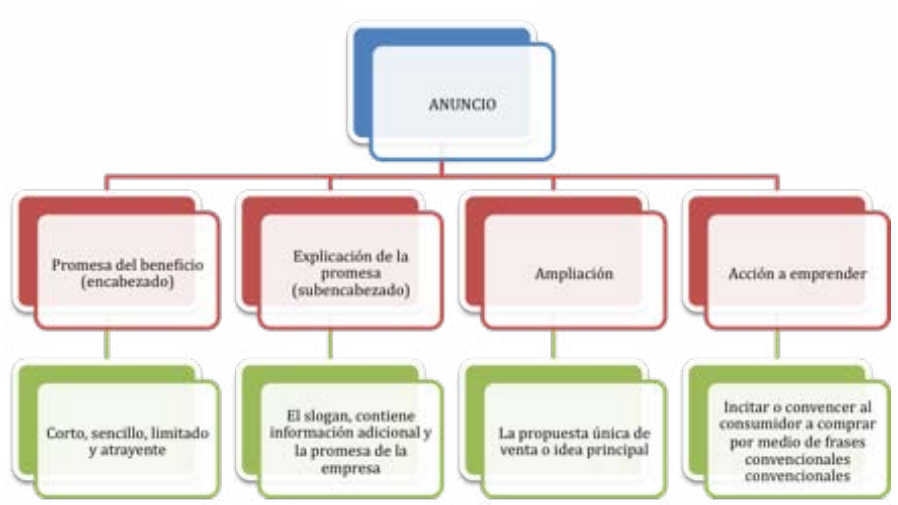 ANUNCIO
Promesa del beneficio
(encabezado)
Explicación de la
promesa
(subencabezado)
Ampliación
Acción a emprender
Corto, sencillo, limitado
y atrayente
El slogan, contiene
información adicional y
la promesa de la
empresa
La propuesta única de
venta o idea principal
Incitar o convencer al
consumidor a comprar
por medio de frases
convencionales
convencionales